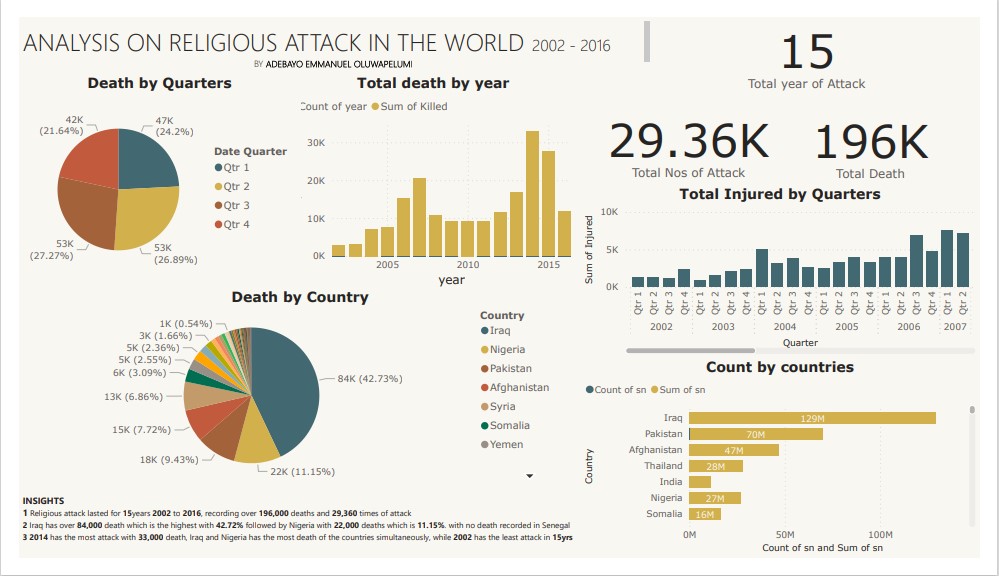 ANALYSIS ON RELIGIOUS ATTACK IN THE WORLD 2002 - 2016
BY ADEBAYO EMMANUEL OLUWAPELUMI
15
Total year of Attack
29.36K
Total Nos of Attack
196K
Total Death
Death by Quarters
42K
(21.64%)
47K
(24.2%)
53K
(27.27%)
53K
(26.89%)
Date Quarter
Qtr 1
Qtr 2
Qtr 3
Qtr 4
Total death by year
Count of year Sum of Killed
30K
20K
10K
0K
2005 2010 2015
year
Total Injured by Quarters
Sum of Injured
10K
5K
0K
Qtr 1 Qtr 2 Qtr 3 Qtr 4 Qtr 1 Qtr 2 Qtr 3 Qtr 4 Qtr 1 Qtr 2 Qtr 3 Qtr 4 Qtr 1 Qtr 2 Qtr 3 Qtr 4 Qtr 1 Qtr 2 Qtr 3 Qtr 4 Qtr 1 Qtr 2
2002 2003 2004 2005 2006 2007
Quarter
Death by Country
1K (0.54%)
3K (1.66%)
5K (2.36%)
5K (2.55%)
6K (3.09%)
13K (6.86%)
15K (7.72%)
18K (9.43%)
22K (11.15%)
84K (42.73%)
Country
Iraq
Nigeria
Pakistan
Afghanistan
Syria
Somalia
Yemen
Count by countries
Count of sn Sum of sn
Country
Iraq 129M
Pakistan 70M
Afghanistan 47M
Thailand 28M
India
Nigeria 27M
Somalia 16M
0M 50M 100M
Count of sn and Sum of sn
INSIGHTS
1 Religious attack lasted for 15years 2002 to 2016, recording over 196,000 deaths and 29,360 times of attack
2 Iraq has over 84,000 death which is the highest with 42.72% followed by Nigeria with 22,000 deaths which is 11.15%. with no death recorded in Senegal
3 2014 has the most attack with 33,000 death, Iraq and Nigeria has the most death of the countries simultaneously, while 2002 has the least attack in 15yrs